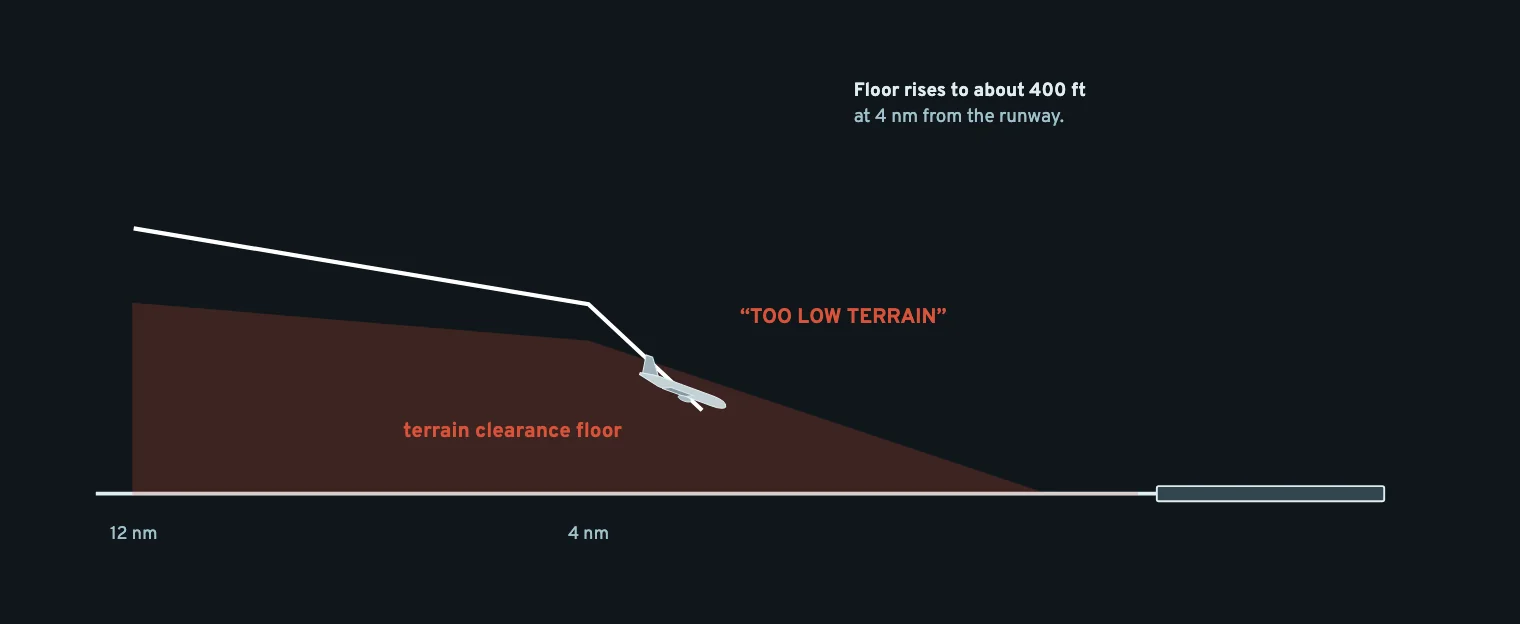 Floor rises to about 400 ft
at 4 nm from the runway.
“TOO LOW TERRAIN”
terrain clearance floor
12 nm
4 nm